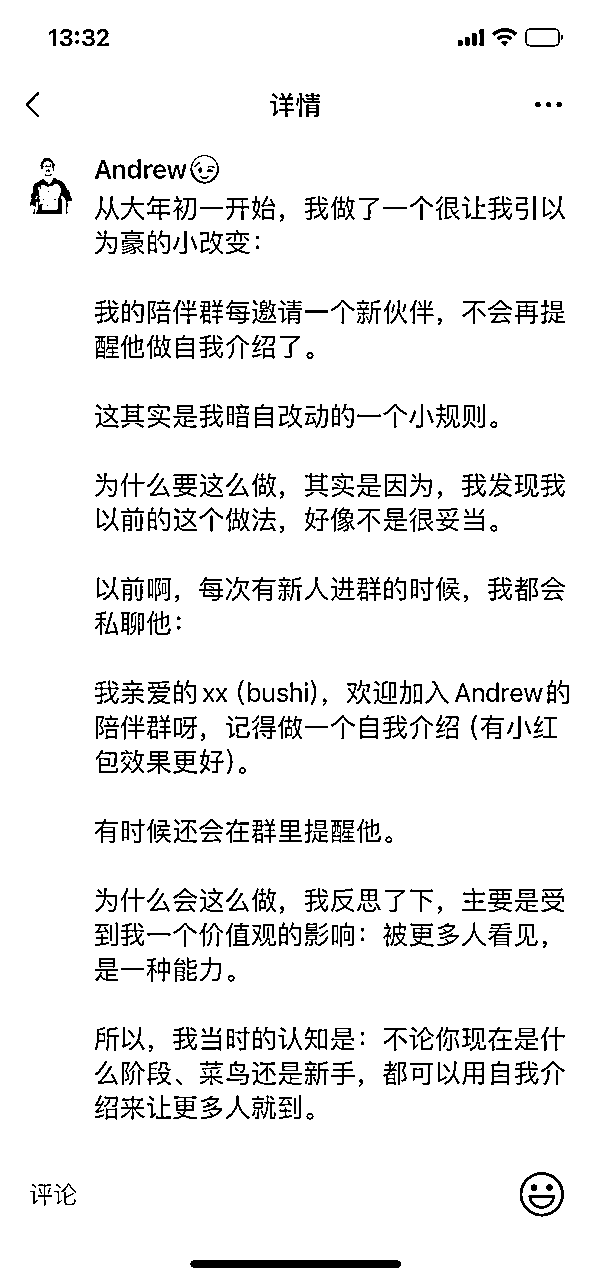 13:32
详情
Andrew😉
从大年初一开始，我做了一个很让我引以
为豪的小改变：
我的陪伴群每邀请一个新伙伴，不会再提
醒他做自我介绍了。
这其实是我暗自改动的一个小规则。
为什么要这么做，其实是因为，我发现我
以前的这个做法，好像不是很妥当。
以前啊，每次有新人进群的时候，我都会
私聊他：
我亲爱的xx（bushi），欢迎加入Andrew的
陪伴群呀，记得做一个自我介绍（有小红
包效果更好）。
有时候还会在群里提醒他。
为什么会这么做，我反思了下，主要是受
到我一个价值观的影响：被更多人看见，
是一种能力。
所以，我当时的认知是：不论你现在是什
么阶段、菜鸟还是新手，都可以用自我介
绍来让更多人就到。
评论